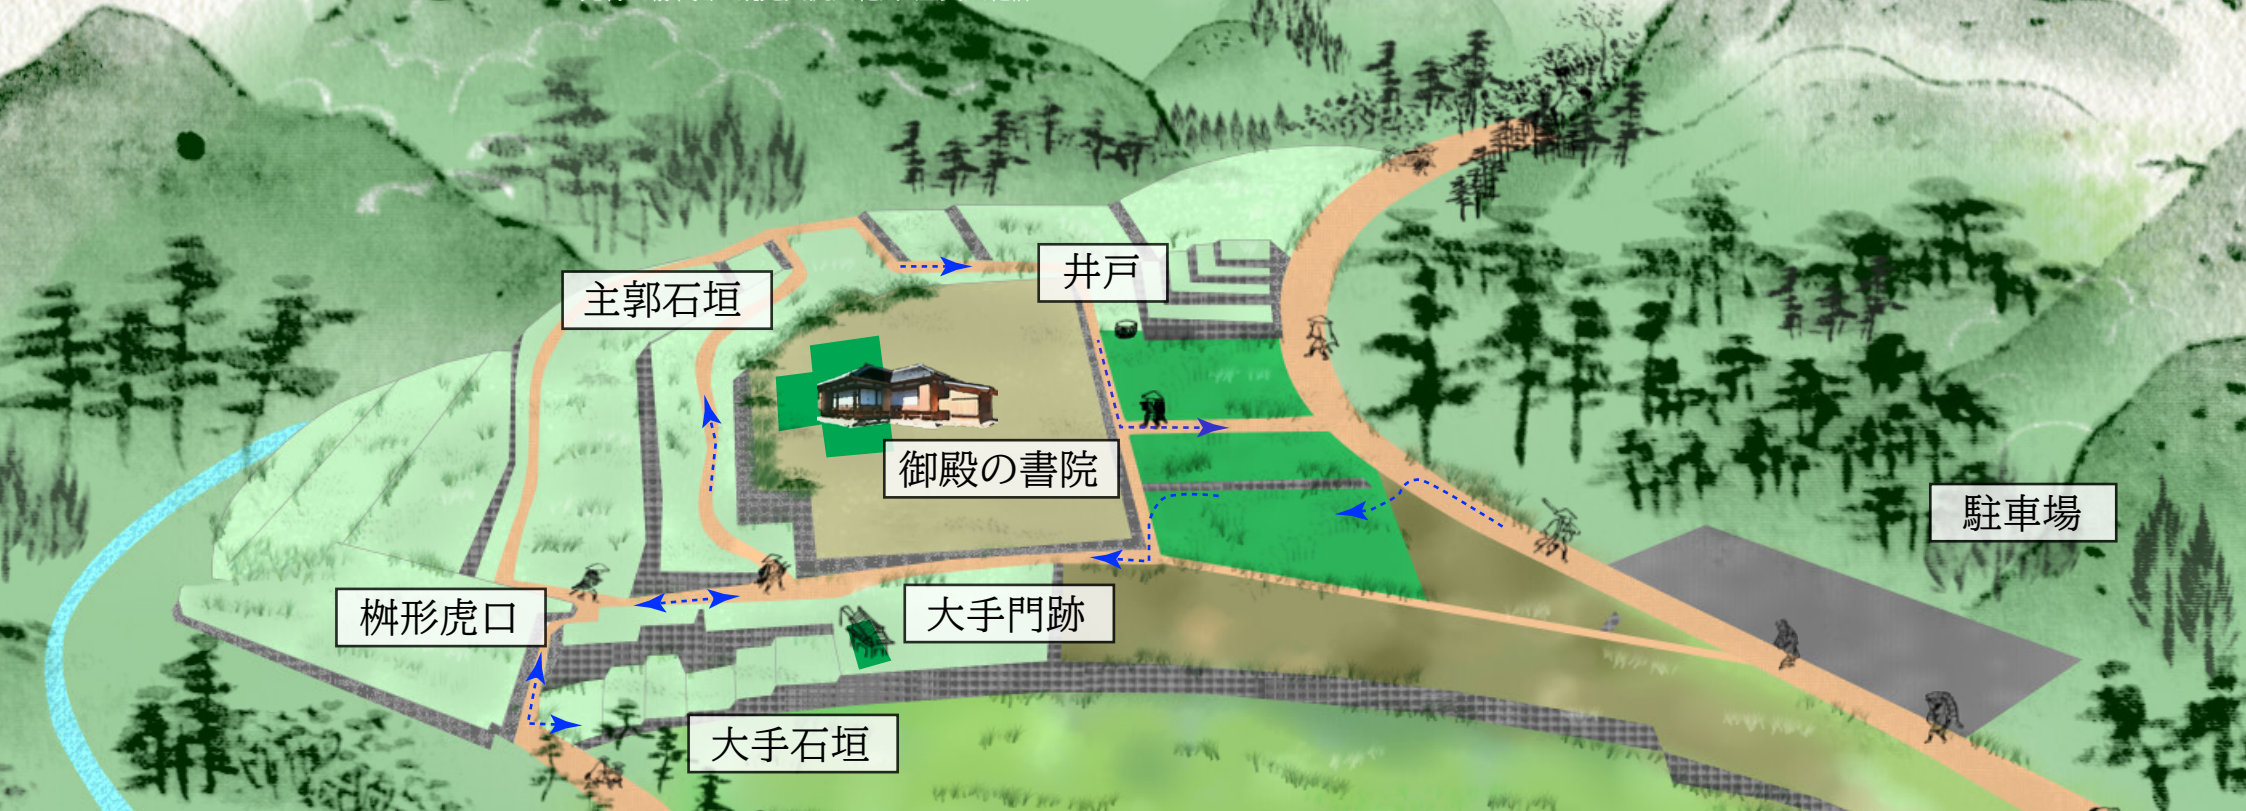 井戸
主郭石垣
御殿の書院
駐車場
桝形虎口
大手門跡
大手石垣